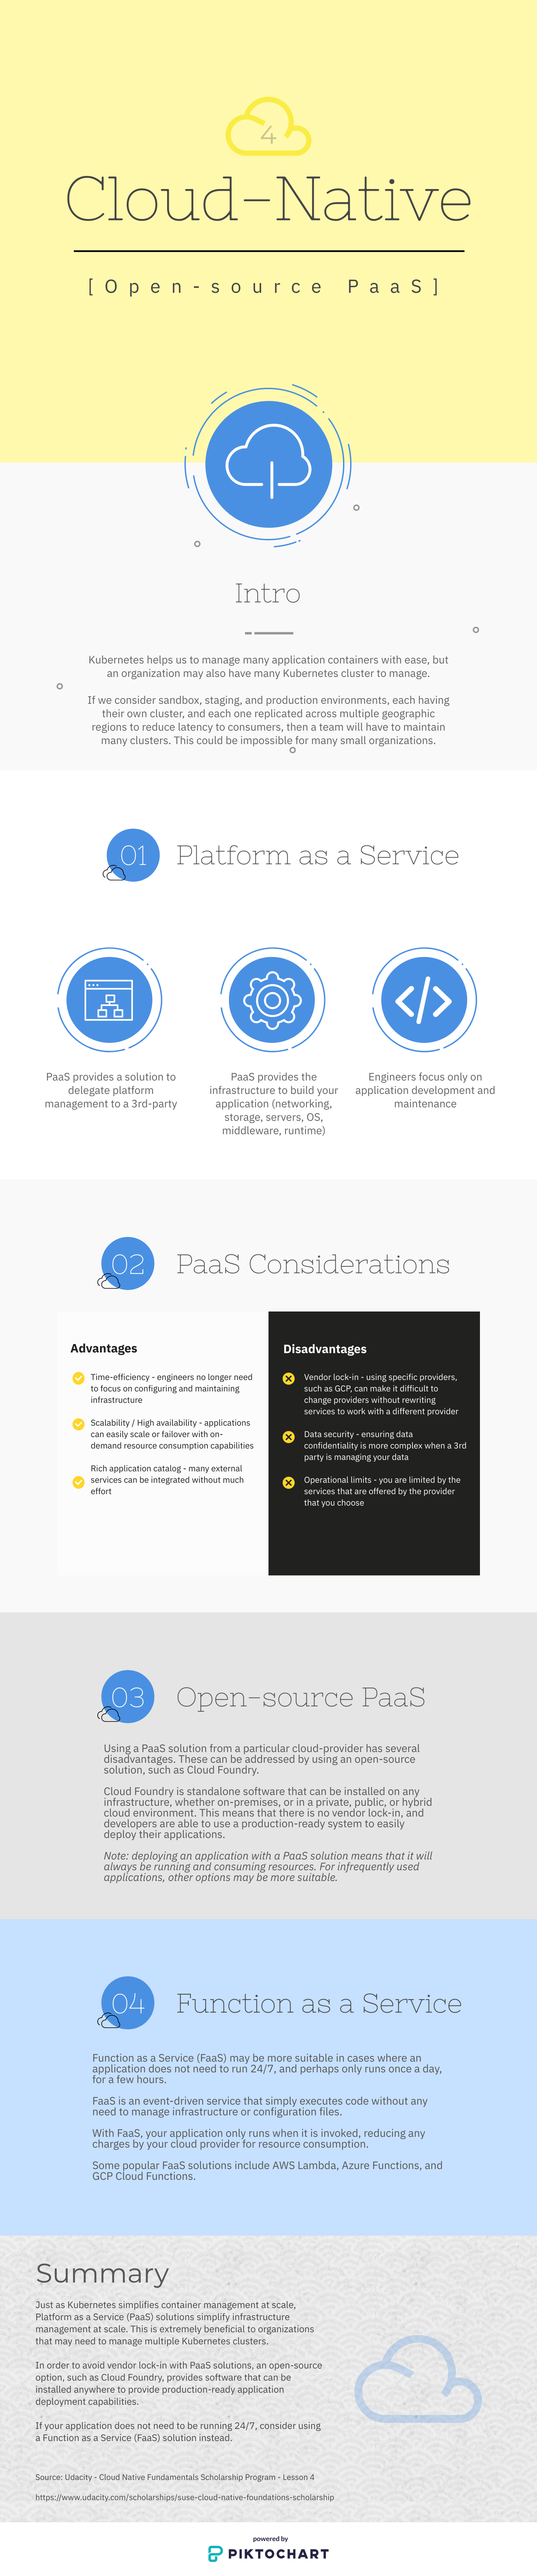 4
Cloud-Native
[Open-source PaaS]
Intro
Kubernetes helps us to manage many application containers with ease, but
an organization may also have many Kubernetes cluster to manage.
If we consider sandbox, staging, and production environments, each having
their own cluster, and each one replicated across multiple geographic
regions to reduce latency to consumers, then a team will have to maintain
many clusters. This could be impossible for many small organizations.
01 Platform as a Service
PaaS provides a solution to
delegate platform
management to a 3rd-party
PaaS provides the
infrastructure to build your
application (networking,
storage, servers, OS,
middleware, runtime)
Engineers focus only on
application development and
maintenance
02 PaaS Considerations
Advantages
Time-efficiency - engineers no longer need
to focus on configuring and maintaining
infrastructure
Scalability / High availability - applications
can easily scale or failover with on-
demand resource consumption capabilities
Rich application catalog - many external
services can be integrated without much
effort
Disadvantages
Vendor lock-in - using specific providers,
such as GCP, can make it difficult to
change providers without rewriting
services to work with a different provider
Data security - ensuring data
confidentiality is more complex when a 3rd
party is managing your data
Operational limits - you are limited by the
services that are offered by the provider
that you choose
03 Open-source PaaS
Using a PaaS solution from a particular cloud-provider has several
disadvantages. These can be addressed by using an open-source
solution, such as Cloud Foundry.
Cloud Foundry is standalone software that can be installed on any
infrastructure, whether on-premises, or in a private, public, or hybrid
cloud environment. This means that there is no vendor lock-in, and
developers are able to use a production-ready system to easily
deploy their applications.
Note: deploying an application with a PaaS solution means that it will
always be running and consuming resources. For infrequently used
applications, other options may be more suitable.
04 Function as a Service
Function as a Service (FaaS) may be more suitable in cases where an
application does not need to run 24/7, and perhaps only runs once a day,
for a few hours.
FaaS is an event-driven service that simply executes code without any
need to manage infrastructure or configuration files.
With FaaS, your application only runs when it is invoked, reducing any
charges by your cloud provider for resource consumption.
Some popular FaaS solutions include AWS Lambda, Azure Functions, and
GCP Cloud Functions.
Summary
Just as Kubernetes simplifies container management at scale,
Platform as a Service (PaaS) solutions simplify infrastructure
management at scale. This is extremely beneficial to organizations
that may need to manage multiple Kubernetes clusters.
In order to avoid vendor lock-in with PaaS solutions, an open-source
option, such as Cloud Foundry, provides software that can be
installed anywhere to provide production-ready application
deployment capabilities.
If your application does not need to be running 24/7, consider using
a Function as a Service (FaaS) solution instead.
Source: Udacity - Cloud Native Fundamentals Scholarship Program - Lesson 4
https://www.udacity.com/scholarships/suse-cloud-native-foundations-scholarship
powered by
PIKTOCHART